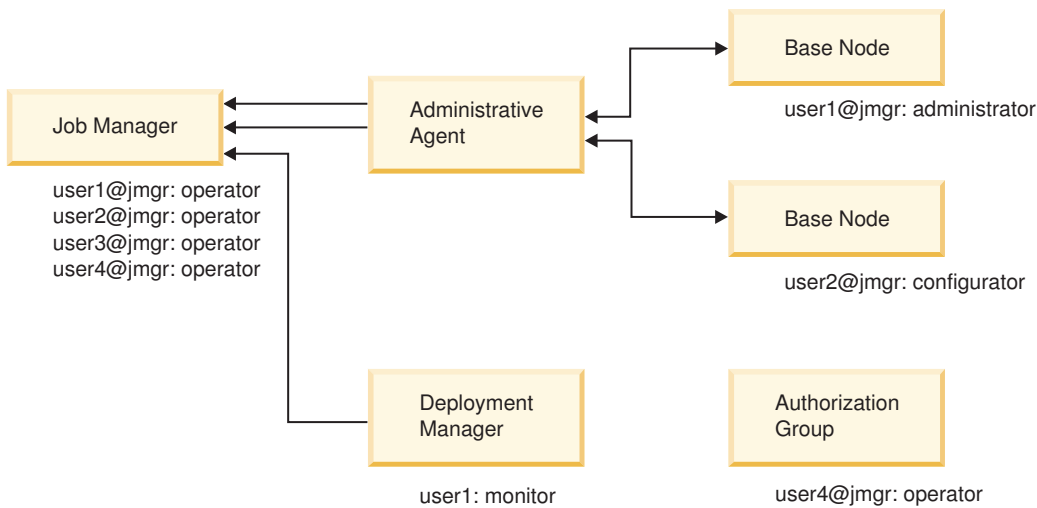 Job Manager
user1@jmgr: operator
user2@jmgr: operator
user3@jmgr: operator
user4@jmgr: operator
Administrative
Agent
Base Node
user1@jmgr: administrator
Base Node
user2@jmgr: configurator
Deployment
Manager
user1: monitor
Authorization
Group
user4@jmgr: operator